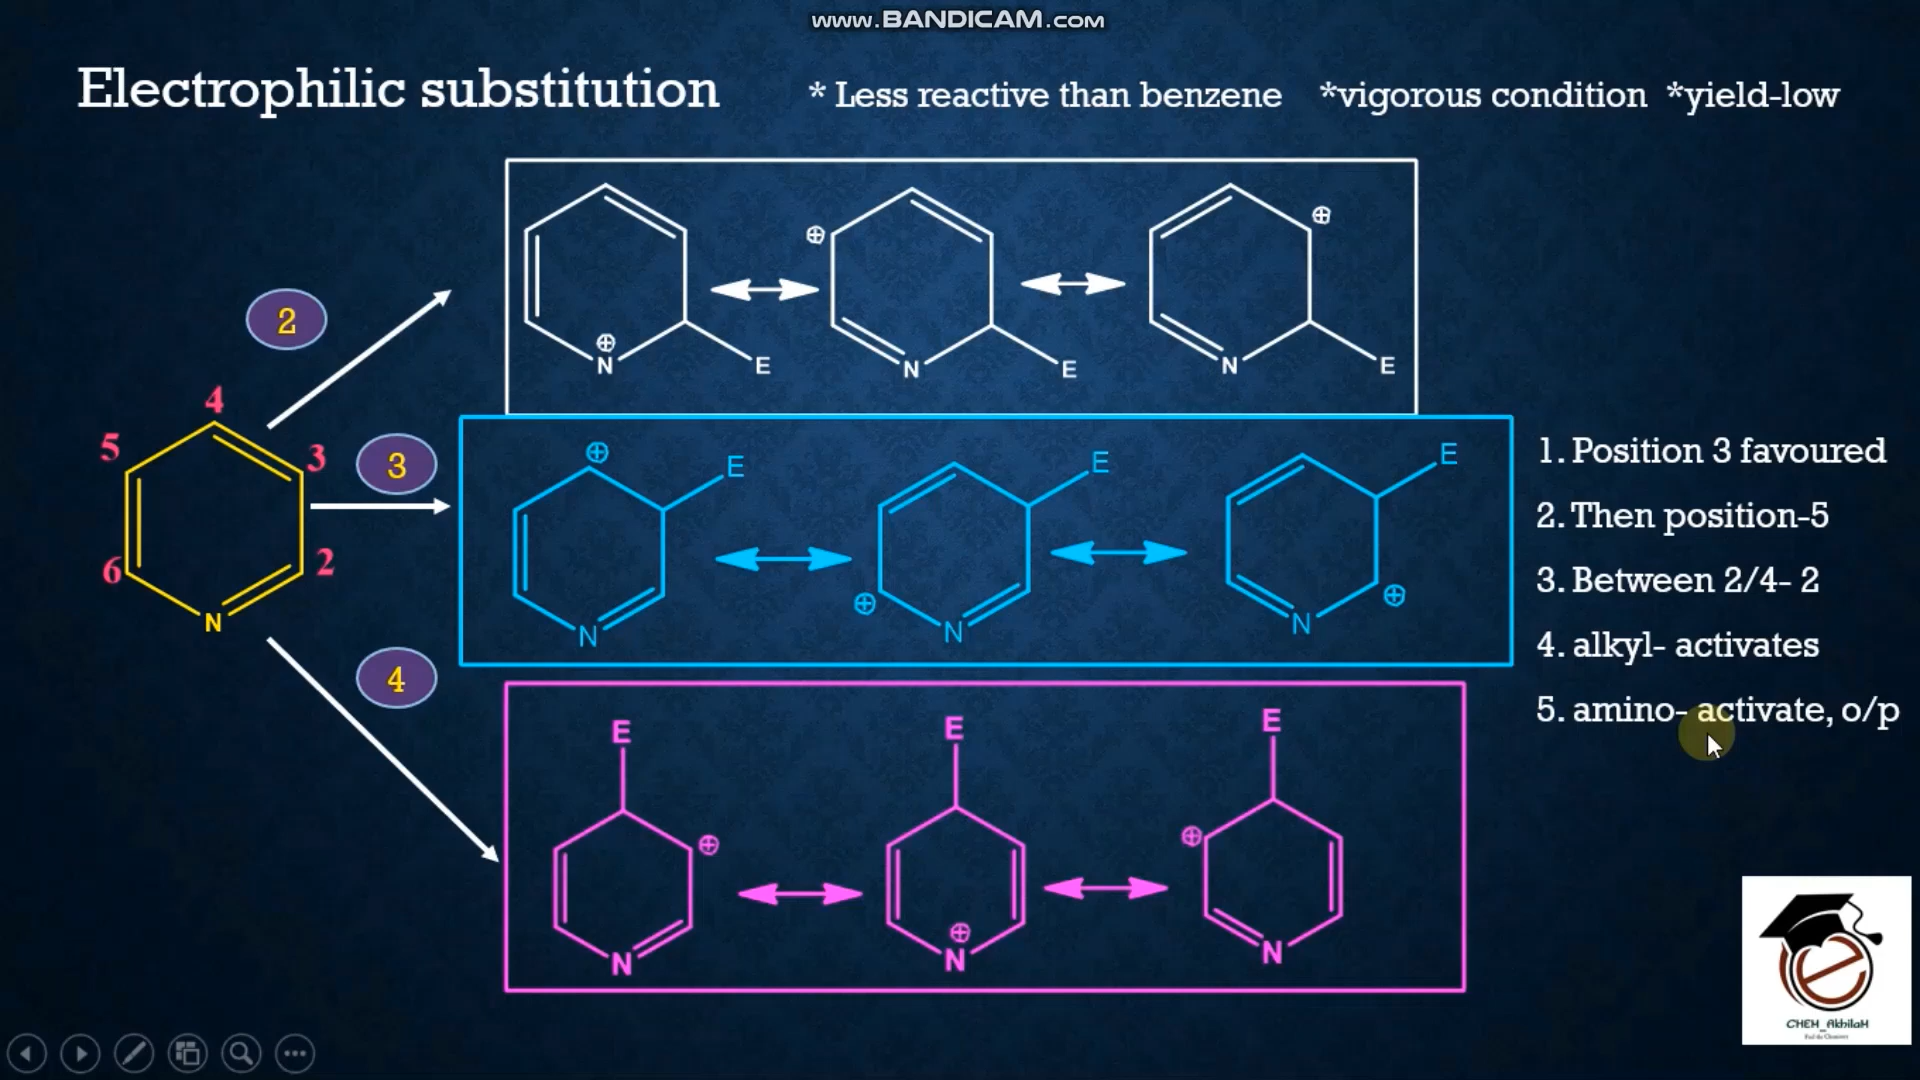 www.BANDICAM.com
Electrophilic substitution
* Less reactive than benzene *vigorous condition *yield-low
⊕ ⊕
⊕
N E N E N E
2
4
5 3
6 2
N
3
⊕ E E E
⊕ ⊕
N N N
4
E E E
⊕ ⊕
⊕
N N N
1. Position 3 favoured
2. Then position-5
3. Between 2/4- 2
4. alkyl- activates
5. amino- activate, o/p
e
CHEM_AkhilaM